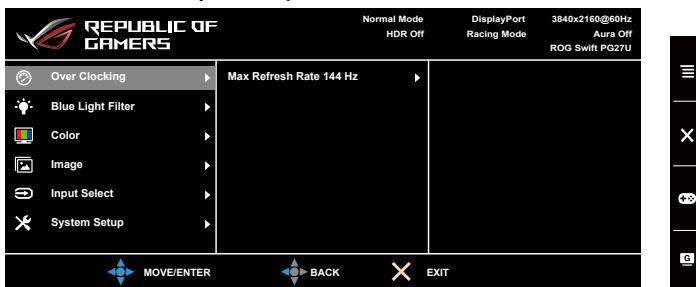 REPUBLIC OF
GAMERS
Normal Mode
HDR Off
DisplayPort
Racing Mode
3840x2160@60Hz
Aura Off
ROG Swift PG27U
Over Clocking
Max Refresh Rate 144 Hz
Blue Light Filter
Color
Image
Input Select
System Setup
MOVE/ENTER
BACK
EXIT
G